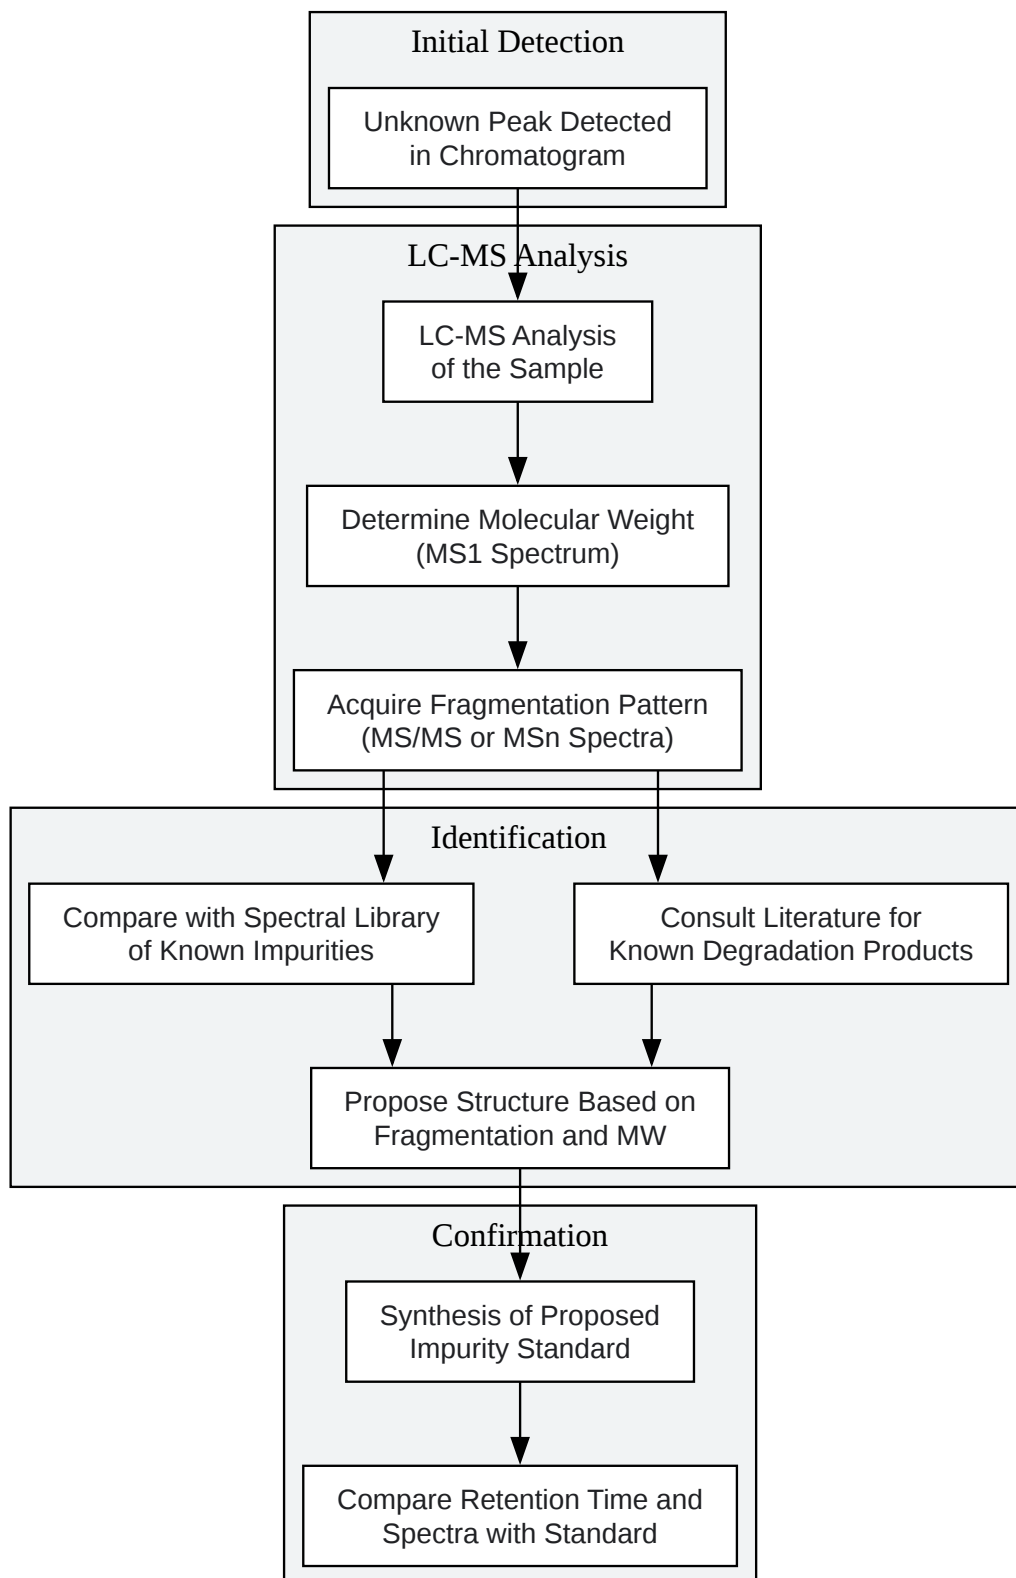 Initial Detection
Unknown Peak Detected
in Chromatogram
LC-MS Analysis
LC-MS Analysis
of the Sample
Determine Molecular Weight
(MS1 Spectrum)
Acquire Fragmentation Pattern
(MS/MS or MSn Spectra)
Identification
Compare with Spectral Library
of Known Impurities
Consult Literature for
Known Degradation Products
Propose Structure Based on
Fragmentation and MW
Confirmation
Synthesis of Proposed
Impurity Standard
Compare Retention Time and
Spectra with Standard